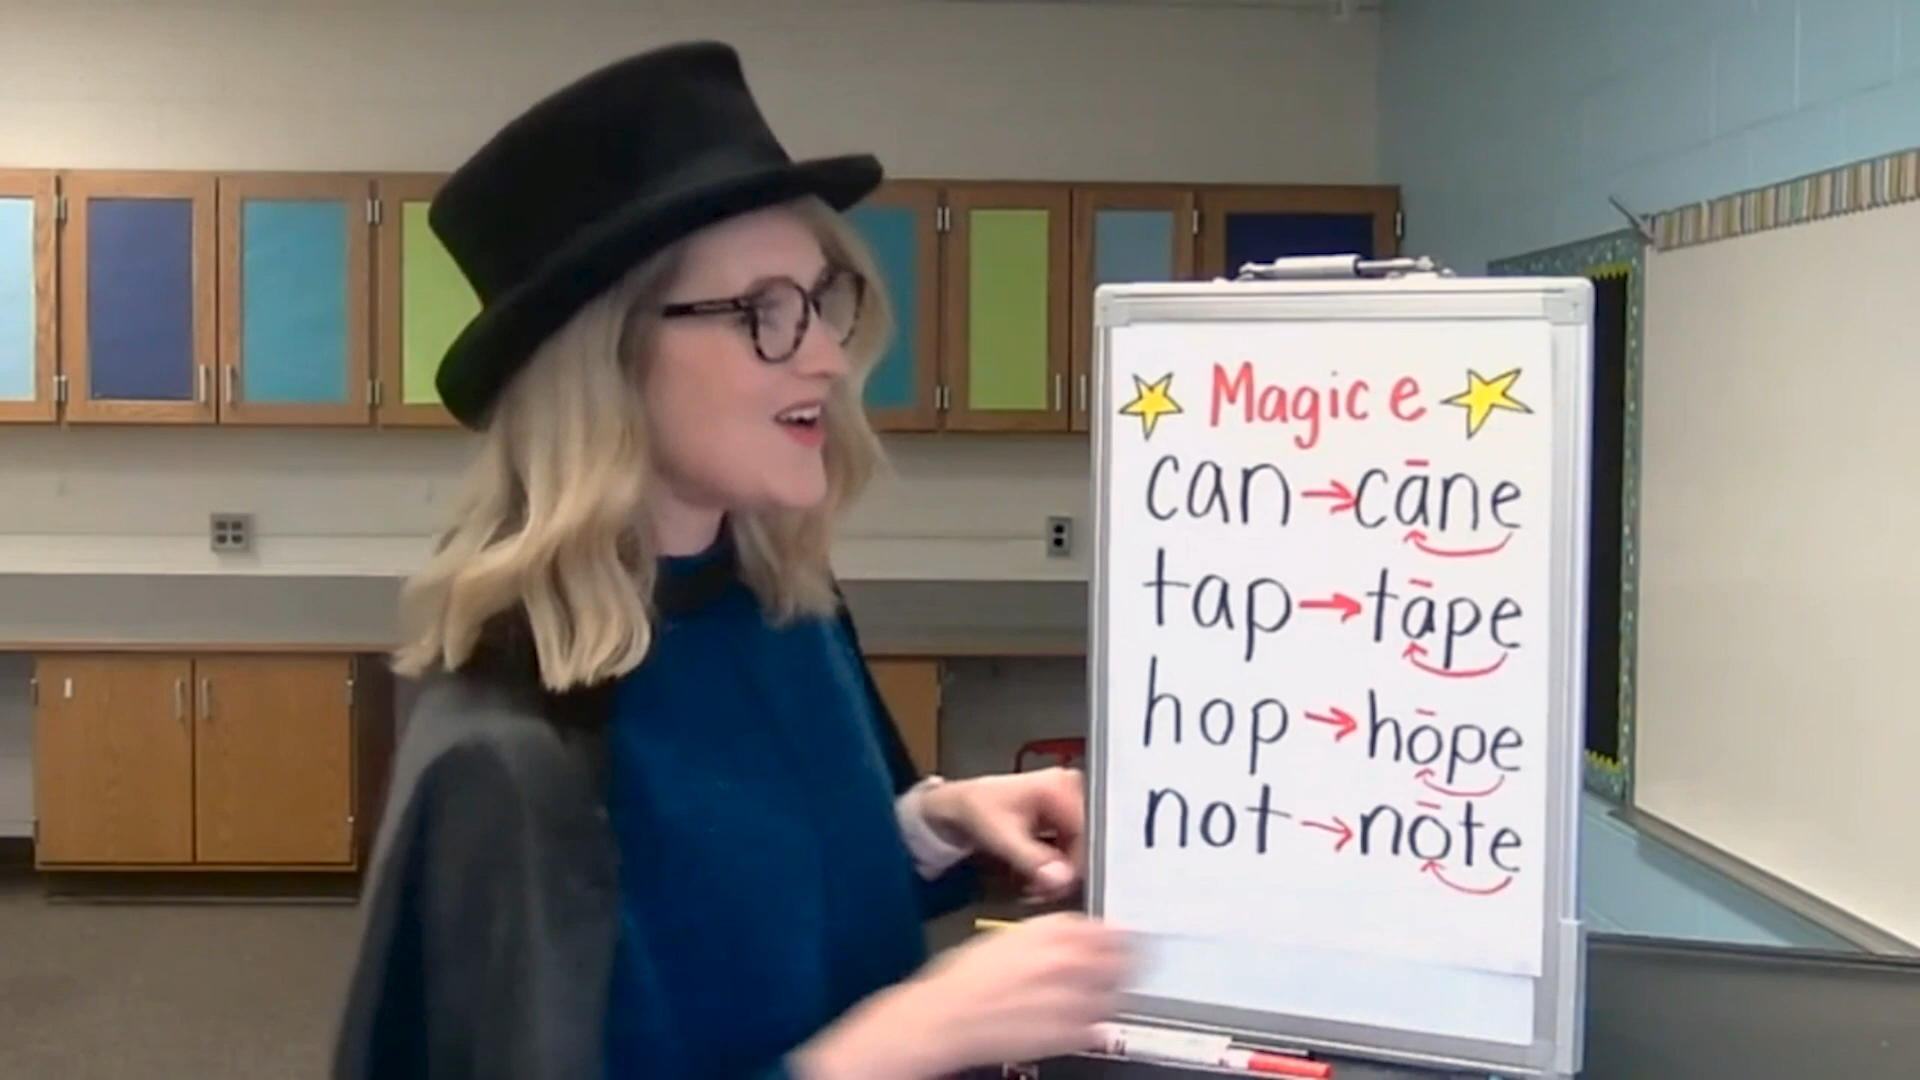 Magic e
can→cāne
tap→tāpe
hop→hōpe
not→nōte